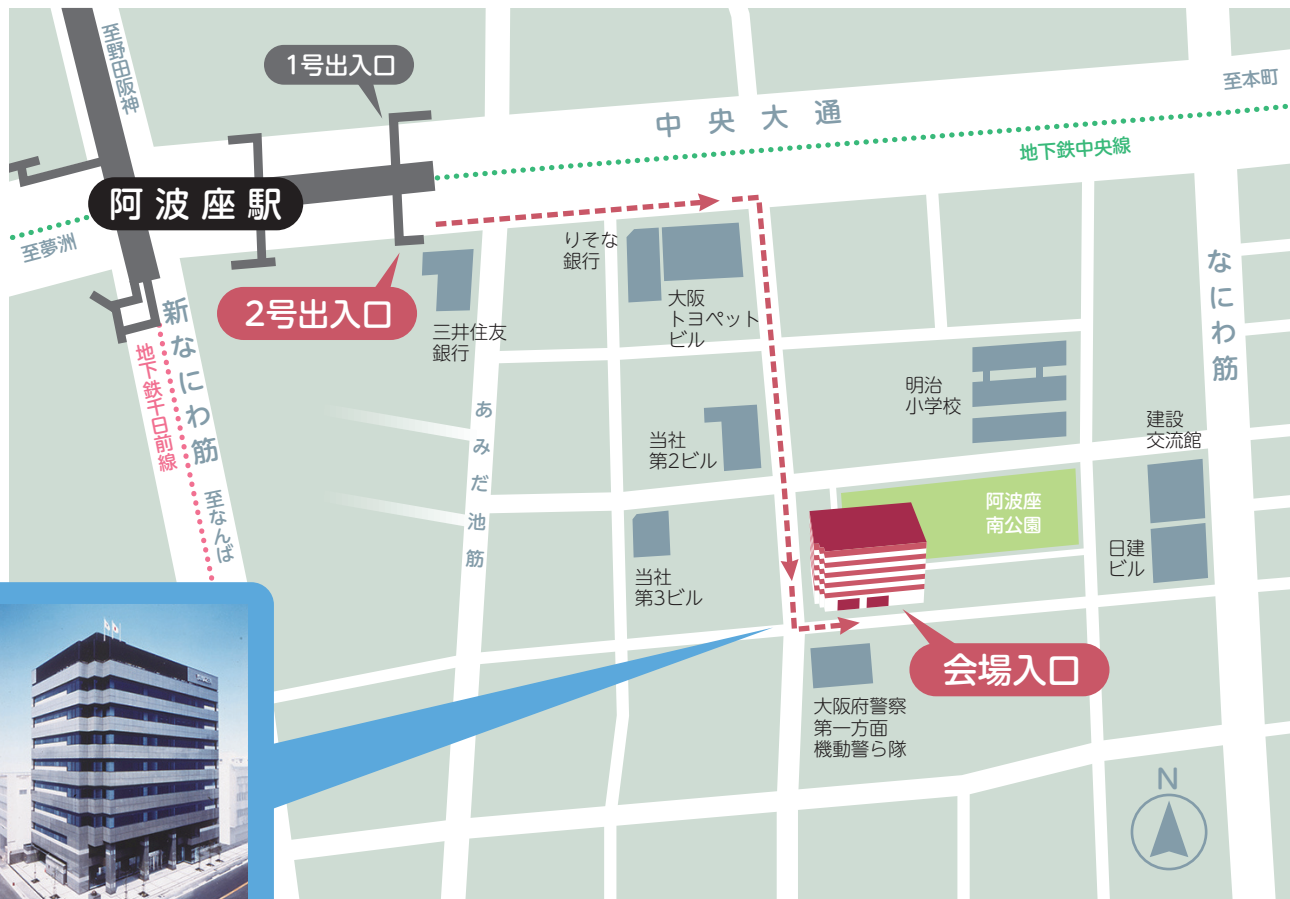 至野田阪神
1号出入口
至本町
中央大通
地下鉄中央線
阿波座駅
至夢洲
りそな
銀行
なにわ筋
2号出入口
新なにわ筋
大阪
トヨペット
ビル
三井住友
銀行
地下鉄千日前線
明治
小学校
あみだ池筋
建設
交流館
当社
第2ビル
至なんば
阿波座
南公園
日建
ビル
当社
第3ビル
会場入口
大阪府警察
第一方面
機動警ら隊
N